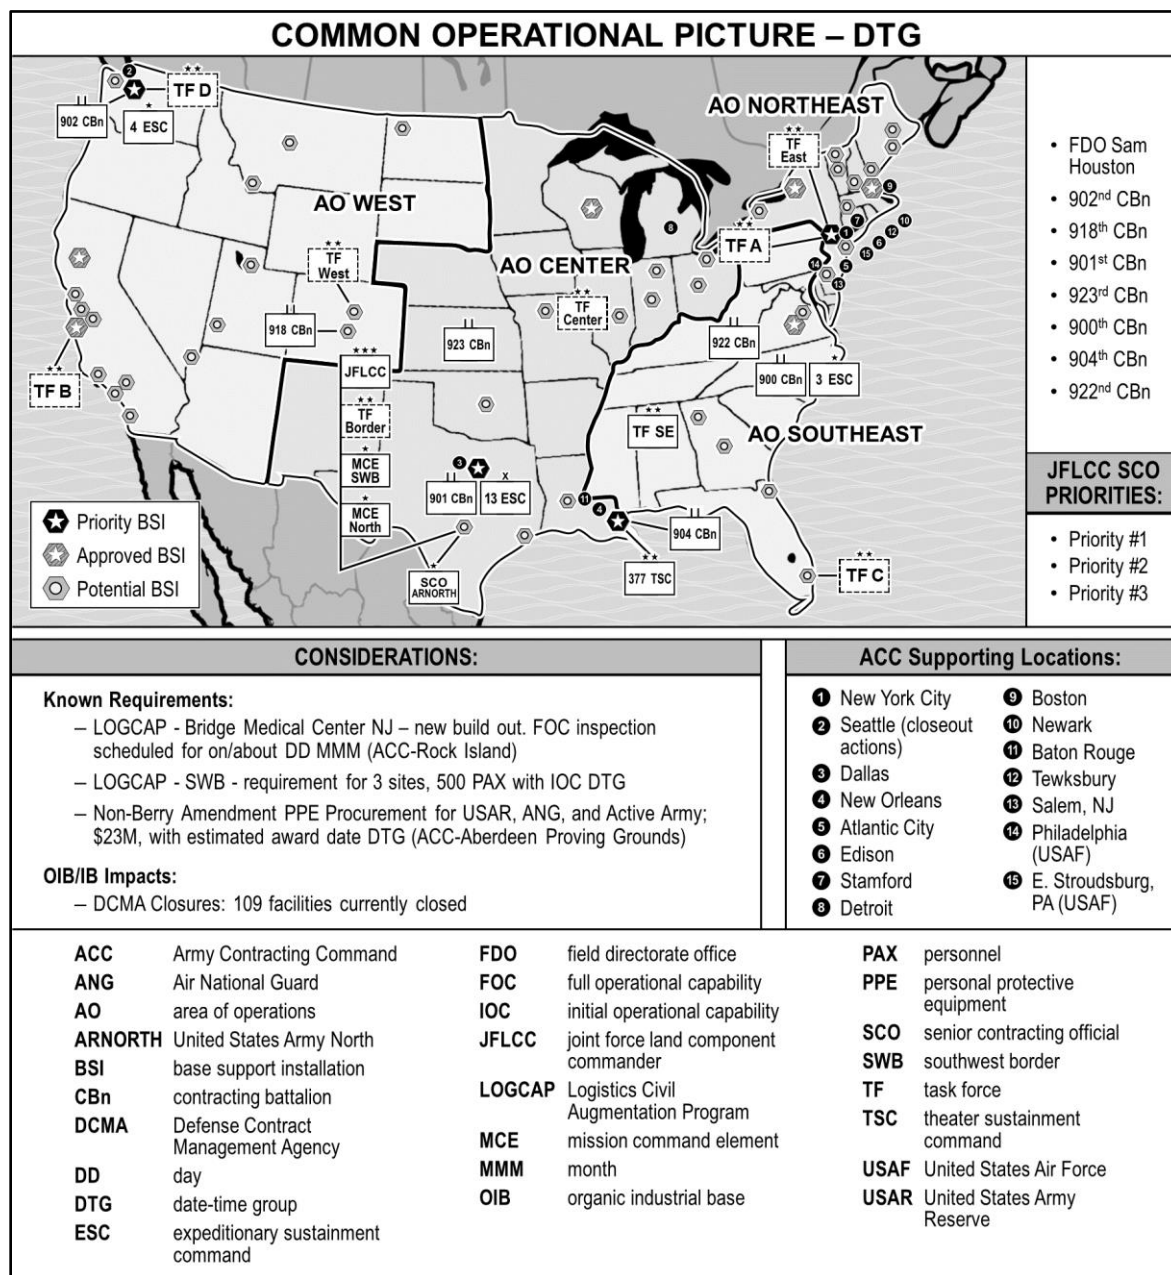 COMMON OPERATIONAL PICTURE – DTG
2
TF D
902 CBn
4 ESC
AO NORTHEAST
TF
East
AO WEST
9
8
TF A
1
7
12
10
6
15
5
14
13
TF
West
AO CENTER
TF
Center
918 CBn
923 CBn
922 CBn
JFLCC
900 CBn
3 ESC
TF B
TF
Border
TF SE
AO SOUTHEAST
MCE
SWB
3
901 CBn
13 ESC
X
11
4
MCE
North
904 CBn
SCO
ARNORTH
377 TSC
TF C
Priority BSI
Approved BSI
Potential BSI
• FDO Sam
Houston
• 902nd CBn
• 918th CBn
• 901st CBn
• 923rd CBn
• 900th CBn
• 904th CBn
• 922nd CBn
JFLCC SCO
PRIORITIES:
• Priority #1
• Priority #2
• Priority #3
CONSIDERATIONS:
Known Requirements:
– LOGCAP - Bridge Medical Center NJ – new build out. FOC inspection
scheduled for on/about DD MMM (ACC-Rock Island)
– LOGCAP - SWB - requirement for 3 sites, 500 PAX with IOC DTG
– Non-Berry Amendment PPE Procurement for USAR, ANG, and Active Army;
$23M, with estimated award date DTG (ACC-Aberdeen Proving Grounds)
OIB/IB Impacts:
– DCMA Closures: 109 facilities currently closed
ACC Supporting Locations:
1 New York City
2 Seattle (closeout
actions)
3 Dallas
4 New Orleans
5 Atlantic City
6 Edison
7 Stamford
8 Detroit
9 Boston
10 Newark
11 Baton Rouge
12 Tewksbury
13 Salem, NJ
14 Philadelphia
(USAF)
15 E. Stroudsburg,
PA (USAF)
ACC Army Contracting Command
ANG Air National Guard
AO area of operations
ARNORTH United States Army North
BSI base support installation
CBn contracting battalion
DCMA Defense Contract
Management Agency
DD day
DTG date-time group
ESC expeditionary sustainment
command
FDO field directorate office
FOC full operational capability
IOC initial operational capability
JFLCC joint force land component
commander
LOGCAP Logistics Civil
Augmentation Program
MCE mission command element
MMM month
OIB organic industrial base
PAX personnel
PPE personal protective
equipment
SCO senior contracting official
SWB southwest border
TF task force
TSC theater sustainment
command
USAF United States Air Force
USAR United States Army
Reserve